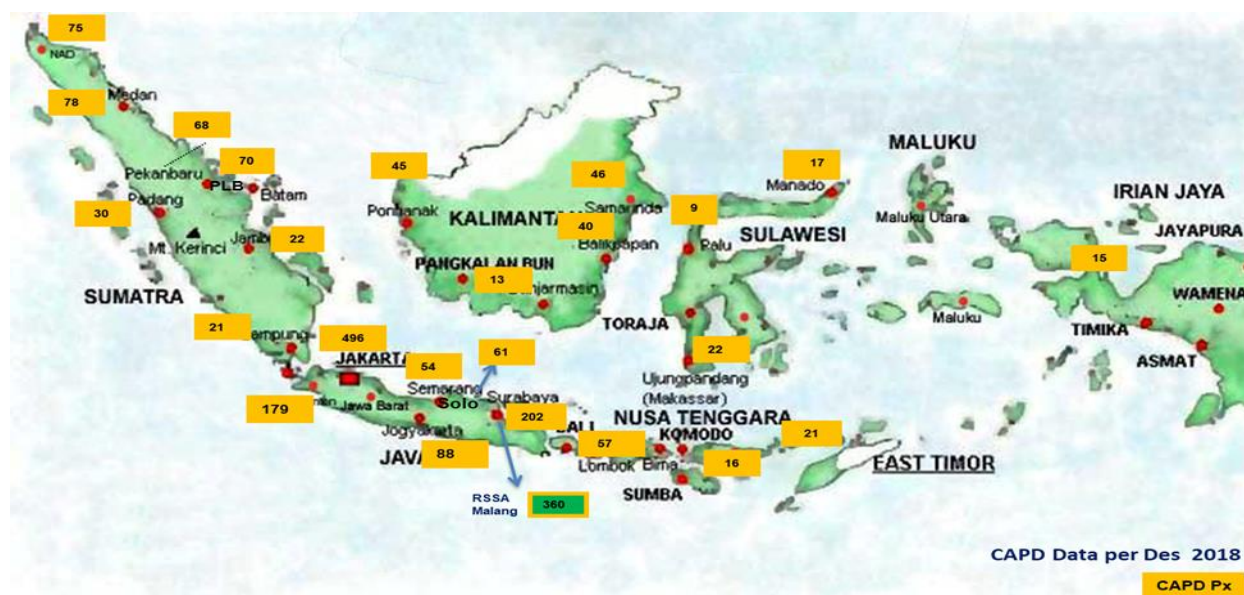 75
NAD
Medan
78
68
Pekanbaru
70
PLB
Batam
Padang
30
Mt. Kerinci
22
SUMATRA
21
496
JAKARTA
179
Jawa Barat
54
Semarang
Solo
61
Surabaya
202
Jogyakarta
JAVA
88
RSSA
Malang
360
45
KALIMANTAN
46
Samarinda
40
Balikpapan
PANGKALAN BUN
13
17
Manado
9
Palu
SULAWESI
TORAJA
22
Ujungpandang
(Makassar)
MALUKU
Maluku Utara
Maluku
IRIAN JAYA
JAYAPURA
15
WAMENA
TIMIKA
ASMAT
NUSA TENGGARA
57
Lombok
KOMODO
Bima
21
16
SUMBA
EAST TIMOR
CAPD Data per Des 2018
CAPD Px